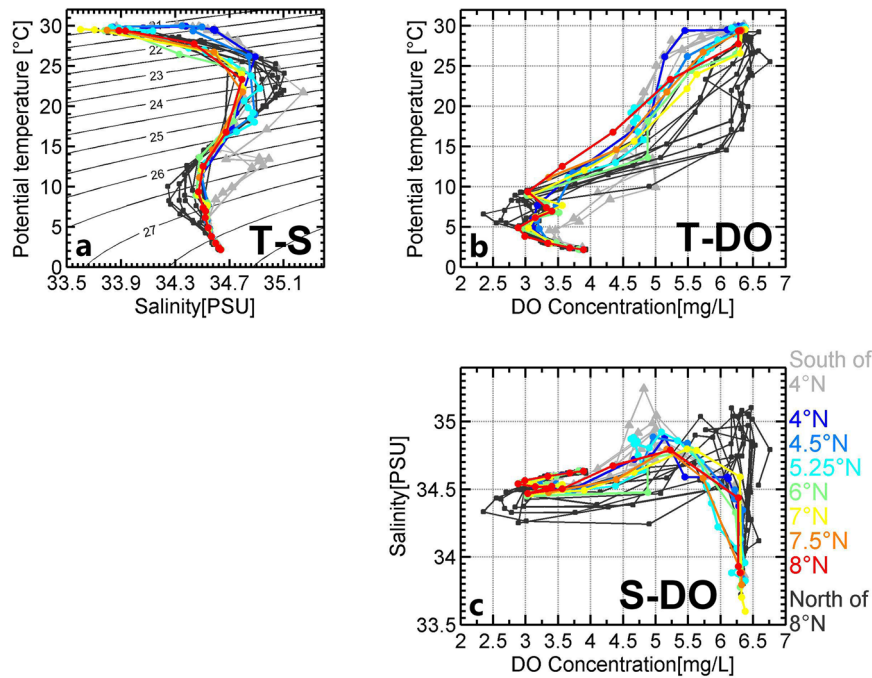 30
25
20
15
10
5
0
Potential temperature [°C]
21
22
23
24
25
26
27
a
T-S
33.5 33.9 34.3 34.7 35.1
Salinity[PSU]
30
25
20
15
10
5
0
Potential temperature [°C]
b
T-DO
2 2.5 3 3.5 4 4.5 5 5.5 6 6.5 7
DO Concentration[mg/L]
35
34.5
34
33.5
Salinity[PSU]
c
S-DO
2 2.5 3 3.5 4 4.5 5 5.5 6 6.5 7
DO Concentration[mg/L]
South of
4°N
4°N
4.5°N
5.25°N
6°N
7°N
7.5°N
8°N
North of
8°N